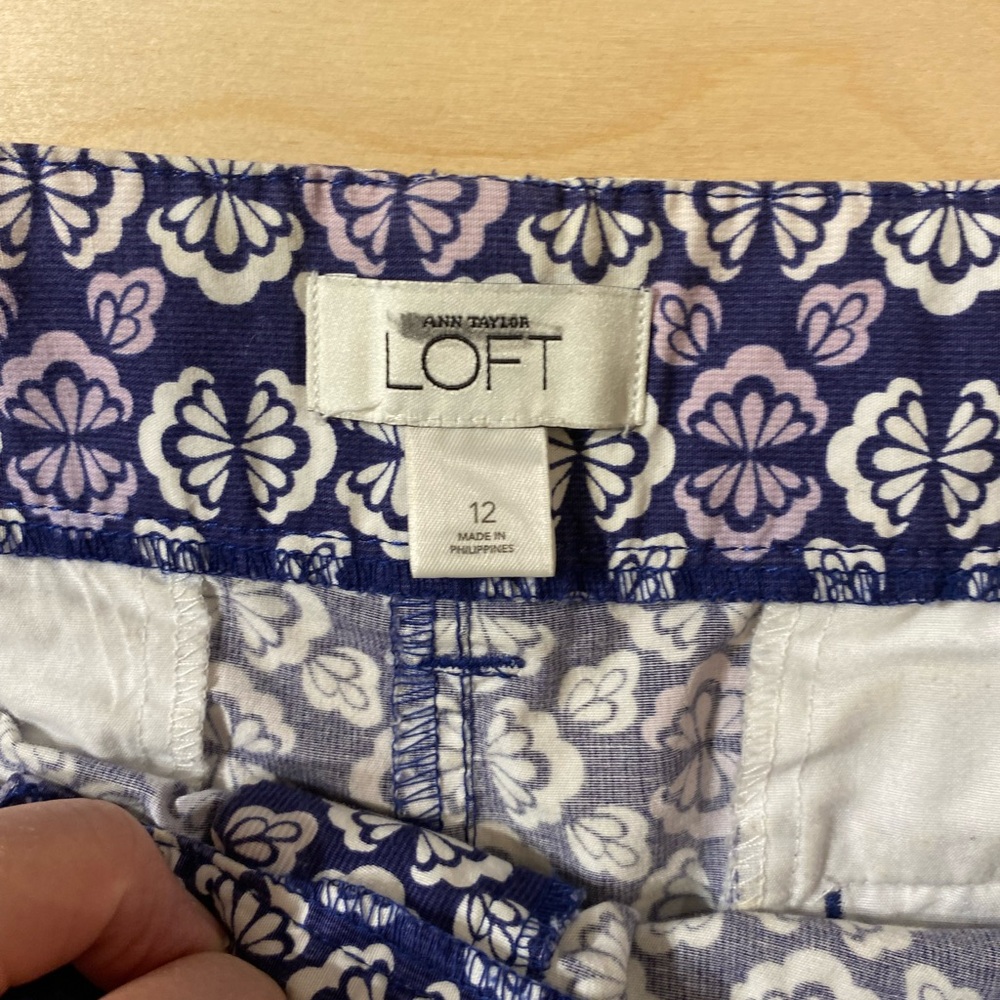 ANN TAYLOR
LOFT
12
MADE IN
PHILIPPINES